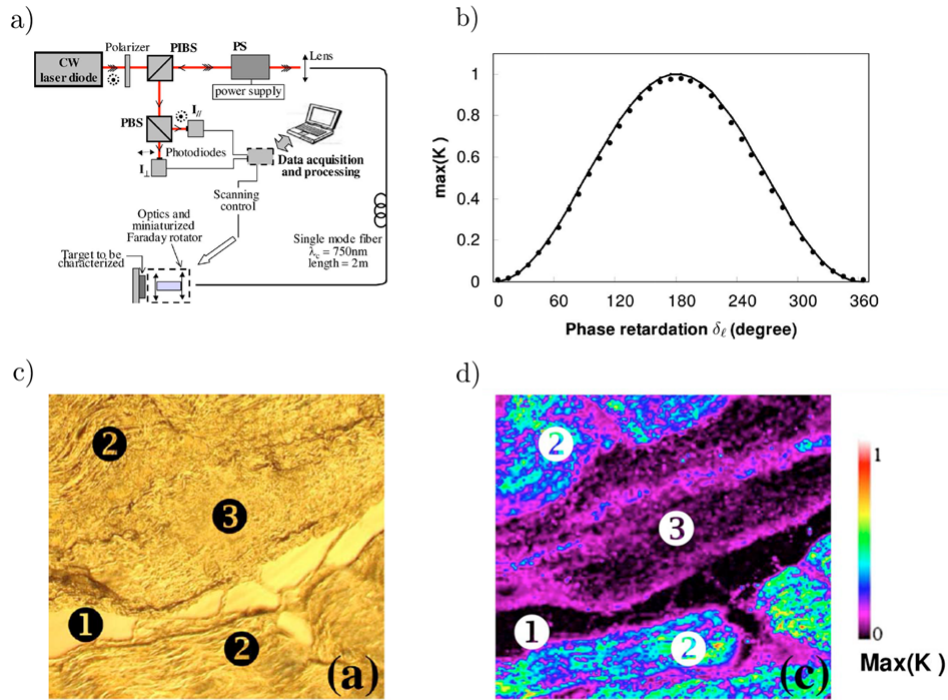 a)
CW
laser diode
Polarizer
PIBS
PS
Lens
power supply
PBS
I//
Photodiodes
I⊥
Data acquisition
and processing
Scanning
control
Optics and
miniaturized
Faraday rotator
Target to be
characterized
Single mode fiber
λc = 750nm
length = 2m
b)
max(K )
1
0.8
0.6
0.4
0.2
0
0 60 120 180 240 300 360
Phase retardation δℓ (degree)
c)
2
3
1
2
(a)
d)
2
3
1
2
(c)
1
0
Max(K )